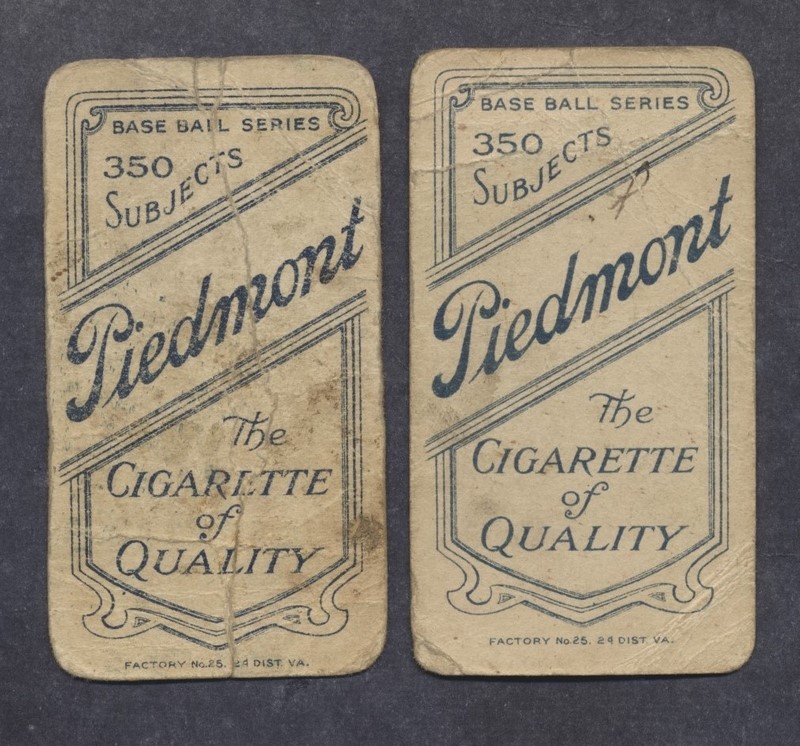 BASE BALL SERIES
350
SUBJECTS
Piedmont
The
CIGARETTE
of
QUALITY
FACTORY No.25. 2d DIST. VA.
BASE BALL SERIES
350
SUBJECTS
Piedmont
The
CIGARETTE
of
QUALITY
FACTORY No.25. 2d DIST. VA.